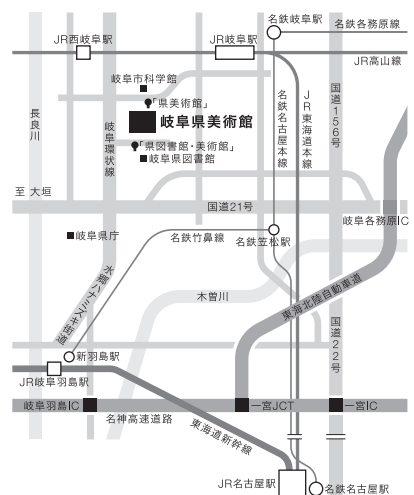 名鉄岐阜駅
名鉄各務原線
JR西岐阜駅
JR岐阜駅
JR高山線
岐阜市科学館
「県美術館」
岐阜県美術館
「県図書館・美術館」
岐阜県図書館
長良川
岐阜環状線
名鉄名古屋本線
JR東海道本線
国道156号
至 大垣
国道21号
岐阜各務原IC
岐阜県庁
名鉄竹鼻線
名鉄笠松駅
水郷ハナミズキ街道
木曽川
東海北陸自動車道
国道22号
新羽島駅
JR岐阜羽島駅
岐阜羽島IC
名神高速道路
東海道新幹線
一宮JCT
一宮IC
JR名古屋駅
名鉄名古屋駅